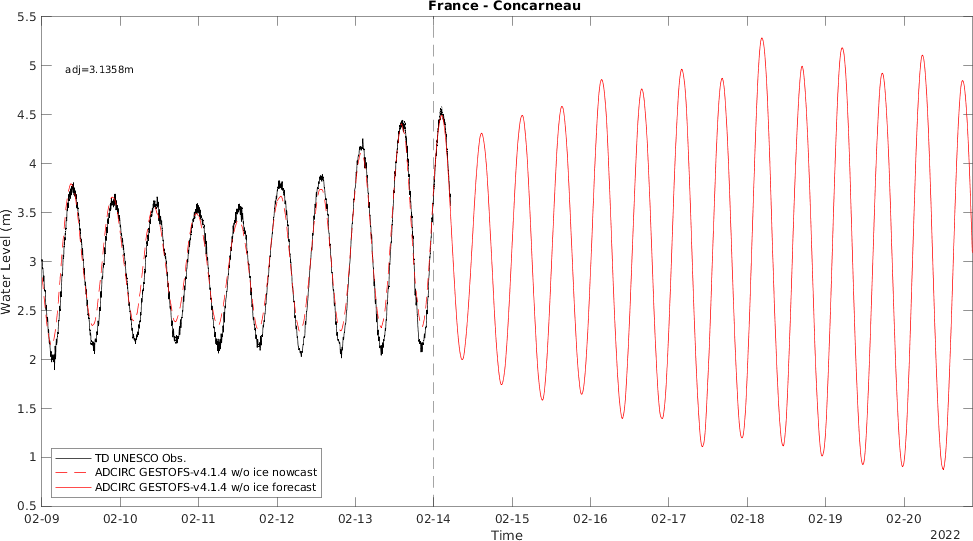 France - Concarneau
adj=3.1358m
5.5
5
4.5
4
3.5
3
2.5
2
1.5
1
0.5
Water Level (m)
TD UNESCO Obs.
ADCIRC GESTOFS-v4.1.4 w/o ice nowcast
ADCIRC GESTOFS-v4.1.4 w/o ice forecast
02-09 02-10 02-11 02-12 02-13 02-14 02-15 02-16 02-17 02-18 02-19 02-20
Time
2022